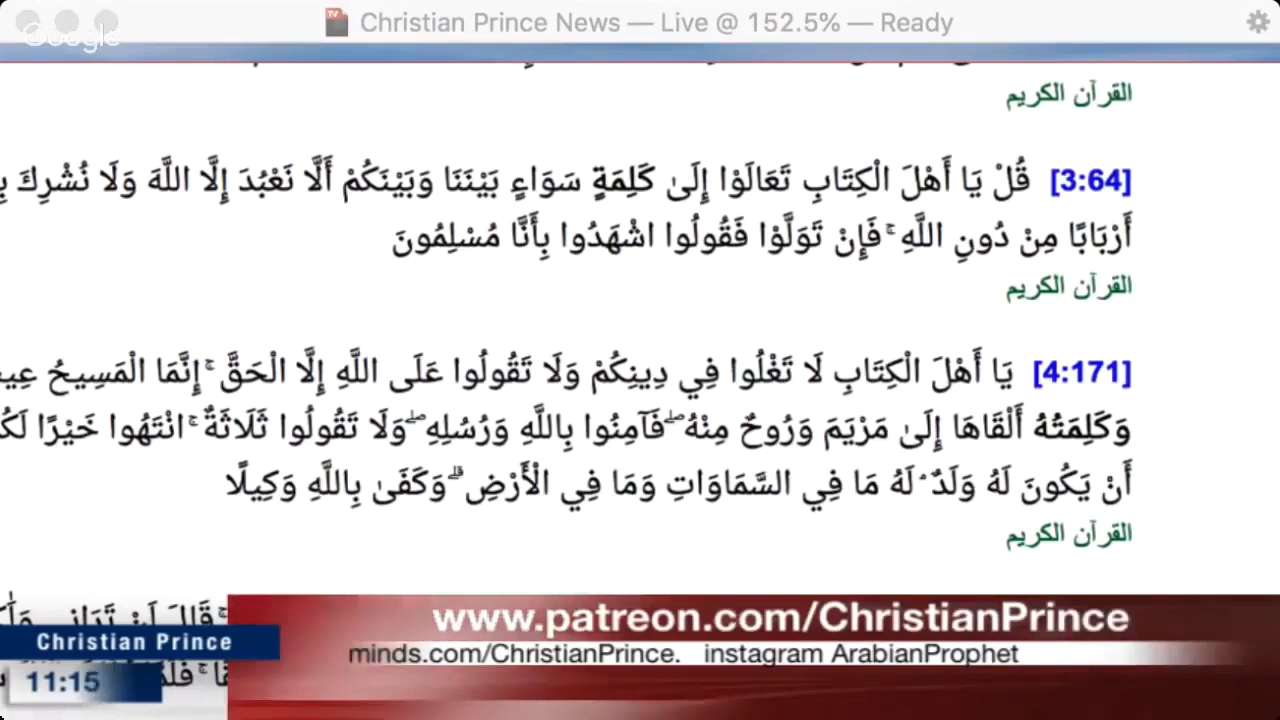 Christian Prince News — Live @ 152.5% — Ready
Google
القرآن الكريم
[3:64] قُلْ يَا أَهْلَ الْكِتَابِ تَعَالَوْا إِلَىٰ كَلِمَةٍ سَوَاءٍ بَيْنَنَا وَبَيْنَكُمْ أَلَّا نَعْبُدَ إِلَّا اللَّهَ وَلَا نُشْرِكَ
أَرْبَابًا مِنْ دُونِ اللَّهِ ۚ فَإِنْ تَوَلَّوْا فَقُولُوا اشْهَدُوا بِأَنَّا مُسْلِمُونَ
القرآن الكريم
[4:171] يَا أَهْلَ الْكِتَابِ لَا تَغْلُوا فِي دِينِكُمْ وَلَا تَقُولُوا عَلَى اللَّهِ إِلَّا الْحَقَّ ۚ إِنَّمَا الْمَسِيحُ
وَكَلِمَتُهُ أَلْقَاهَا إِلَىٰ مَرْيَمَ وَرُوحٌ مِنْهُ ۖ فَآمِنُوا بِاللَّهِ وَرُسُلِهِ ۖ وَلَا تَقُولُوا ثَلَاثَةٌ ۚ انْتَهُوا خَيْرًا
أَنْ يَكُونَ لَهُ وَلَدٌ ۘ لَهُ مَا فِي السَّمَاوَاتِ وَمَا فِي الْأَرْضِ ۗ وَكَفَىٰ بِاللَّهِ وَكِيلًا
القرآن الكريم
www.patreon.com/ChristianPrince
Christian Prince
minds.com/ChristianPrince. instagram ArabianProphet
11:15